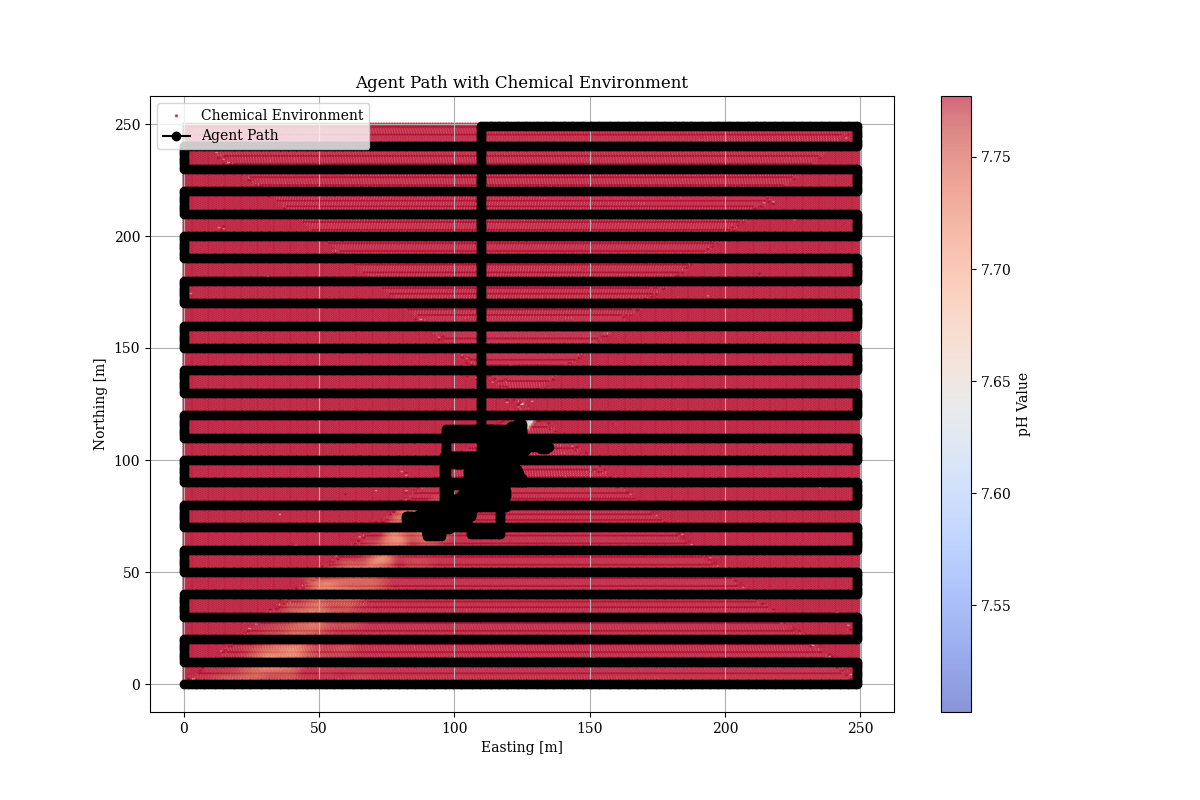 Agent Path with Chemical Environment
Chemical Environment
Agent Path
250
200
150
100
50
0
Northing [m]
0 50 100 150 200 250
Easting [m]
7.75
7.70
7.65
7.60
7.55
pH Value